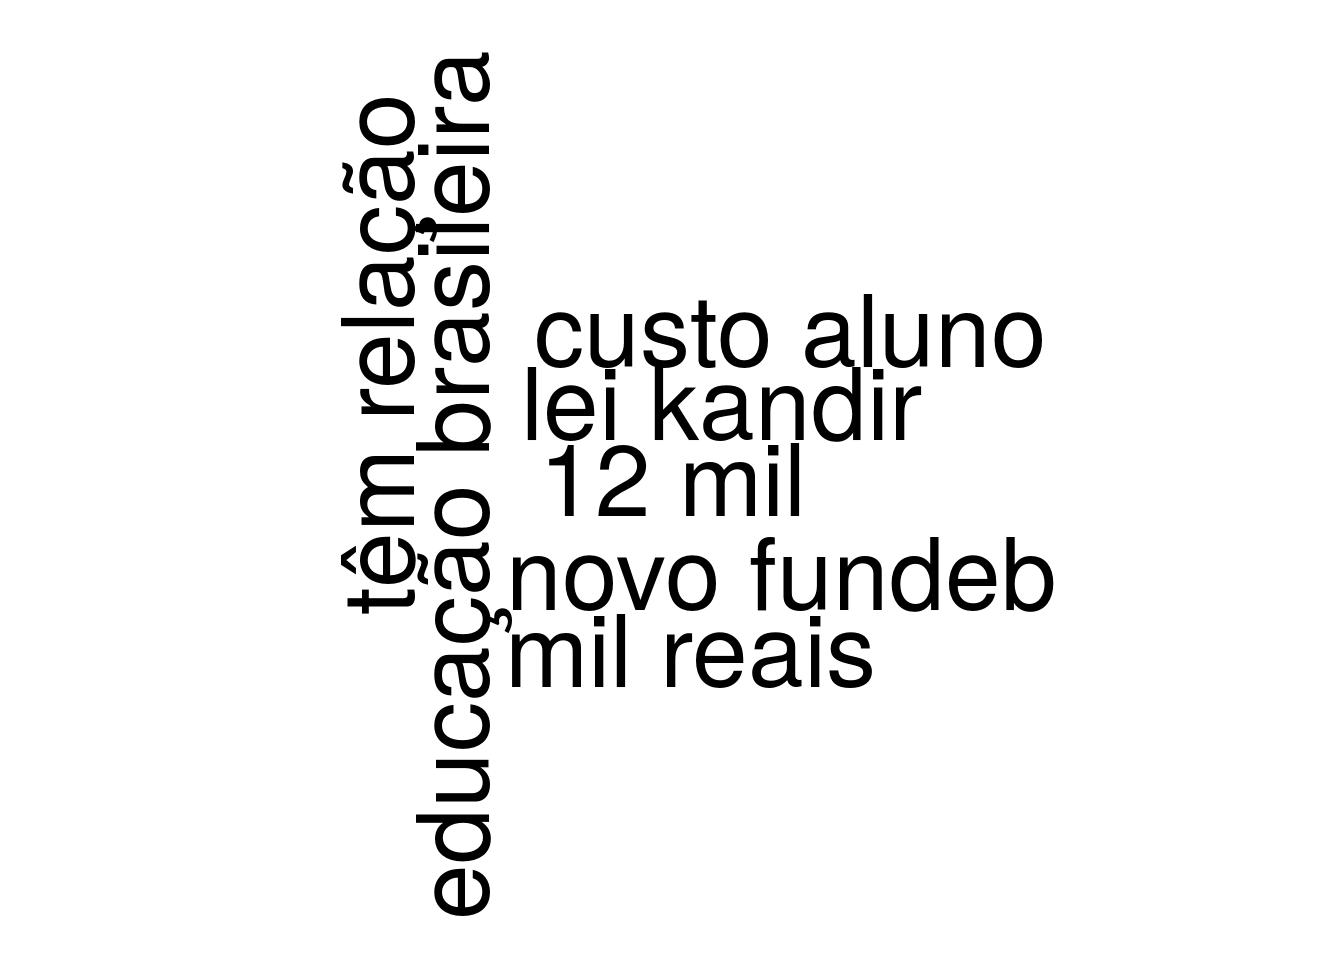 têm relação
educação brasileira
custo aluno
lei kandir
12 mil
novo fundeb
mil reais